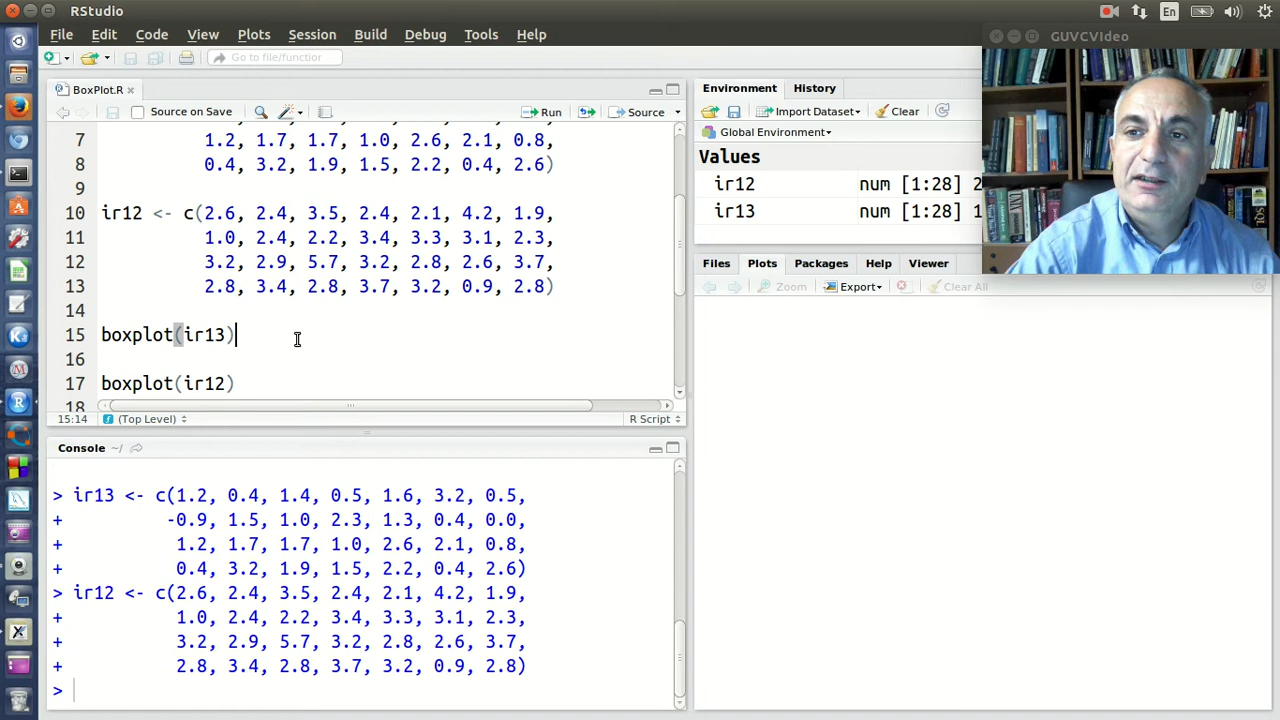 RStudio
En
File Edit Code View Plots Session Build Debug Tools Help
Go to file/function
GUVCVIdeo
BoxPlot.R
Source on Save
Run
Source
7 1.2, 1.7, 1.7, 1.0, 2.6, 2.1, 0.8,
8 0.4, 3.2, 1.9, 1.5, 2.2, 0.4, 2.6)
9
10 ir12 <- c(2.6, 2.4, 3.5, 2.4, 2.1, 4.2, 1.9,
11 1.0, 2.4, 2.2, 3.4, 3.3, 3.1, 2.3,
12 3.2, 2.9, 5.7, 3.2, 2.8, 2.6, 3.7,
13 2.8, 3.4, 2.8, 3.7, 3.2, 0.9, 2.8)
14
15 boxplot(ir13)
16
17 boxplot(ir12)
18
15:14 (Top Level) R Script
Console ~/
> ir13 <- c(1.2, 0.4, 1.4, 0.5, 1.6, 3.2, 0.5,
+ -0.9, 1.5, 1.0, 2.3, 1.3, 0.4, 0.0,
+ 1.2, 1.7, 1.7, 1.0, 2.6, 2.1, 0.8,
+ 0.4, 3.2, 1.9, 1.5, 2.2, 0.4, 2.6)
> ir12 <- c(2.6, 2.4, 3.5, 2.4, 2.1, 4.2, 1.9,
+ 1.0, 2.4, 2.2, 3.4, 3.3, 3.1, 2.3,
+ 3.2, 2.9, 5.7, 3.2, 2.8, 2.6, 3.7,
+ 2.8, 3.4, 2.8, 3.7, 3.2, 0.9, 2.8)
>
Environment History
Import Dataset Clear
Global Environment
Values
ir12 num [1:28] 2
ir13 num [1:28] 1
Files Plots Packages Help Viewer
Zoom Export Clear All